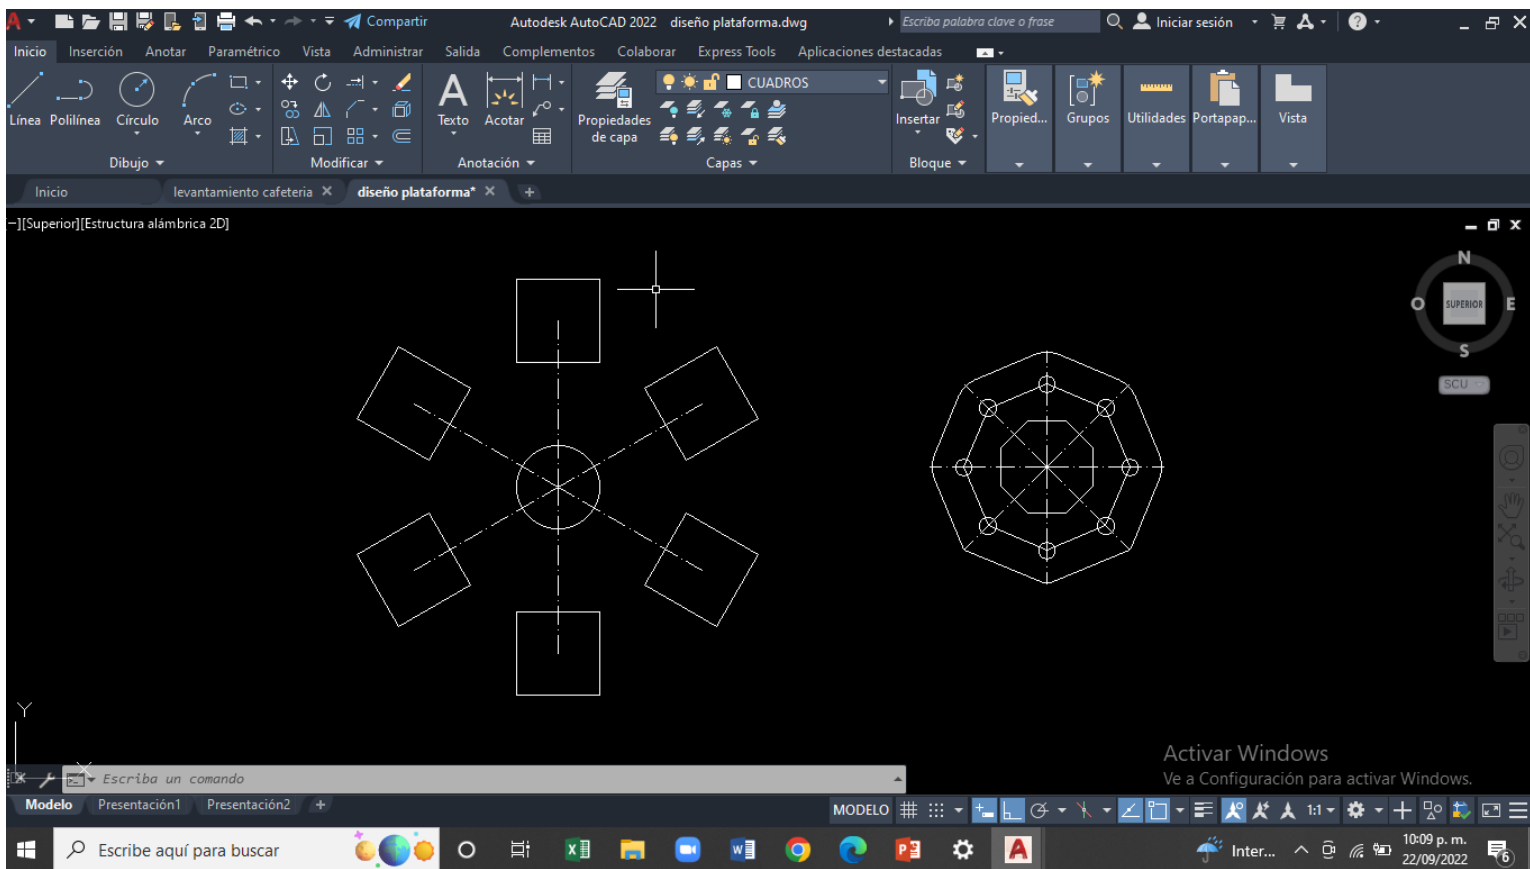 A Compartir Autodesk AutoCAD 2022 diseño plataforma.dwg Escriba palabra clave o frase Iniciar sesión
Inicio Inserción Anotar Paramétrico Vista Administrar Salida Complementos Colaborar Express Tools Aplicaciones destacadas
CUADROS
Línea Polilínea Círculo Arco Texto Acotar Propiedades de capa Insertar Propied... Grupos Utilidades Portapap... Vista
Dibujo Modificar Anotación Capas Bloque
Inicio levantamiento cafeteria diseño plataforma*
−][Superior][Estructura alámbrica 2D]
N
O SUPERIOR E
S
SCU
Y
X
Activar Windows
Ve a Configuración para activar Windows.
Escriba un comando
Modelo Presentación1 Presentación2 + MODELO 1:1
Escribe aquí para buscar Inter... 10:09 p. m.
22/09/2022 6